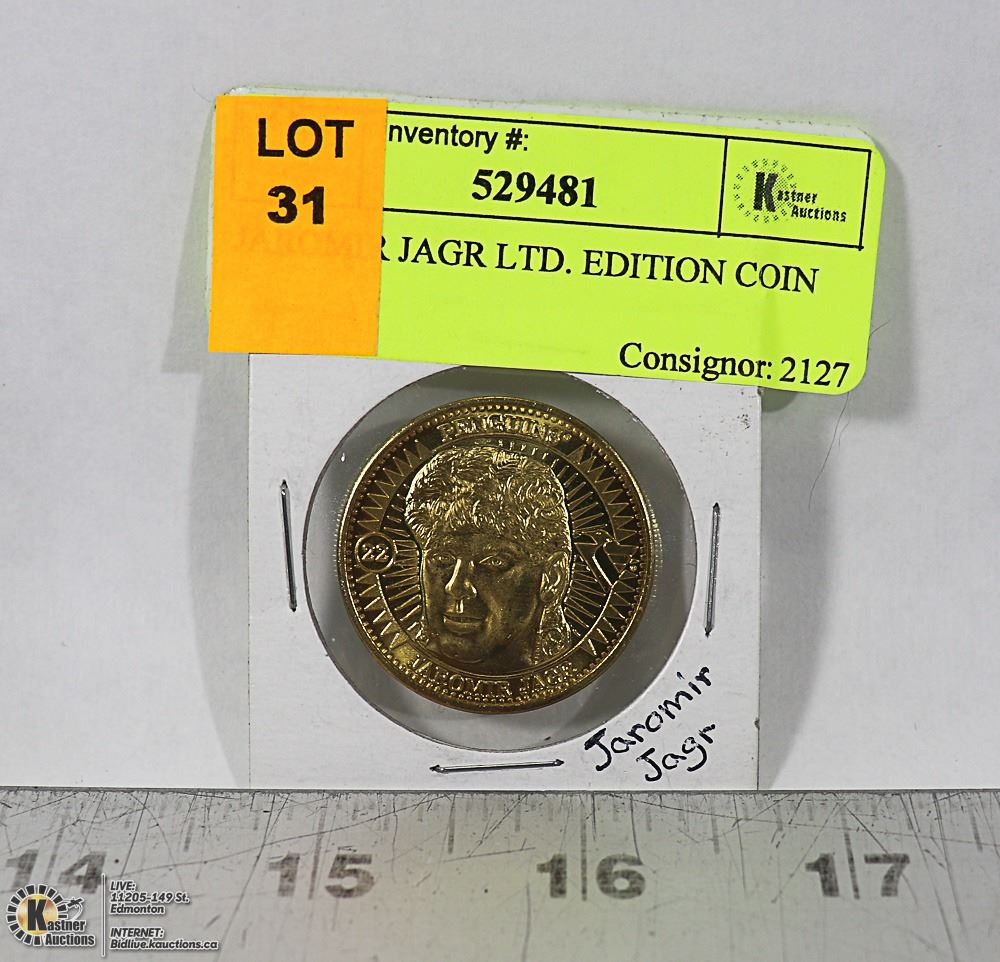 LOT
31
nventory #:
529481
Kastner
Auctions
R JAGR LTD. EDITION COIN
Consignor: 2127
PENGUINS
22
JAROMIR JAGR
Jaromir
Jagr
14 15 16 17
Kastner
Auctions
LIVE:
11205-149 St.
Edmonton
INTERNET:
Bidlive.kauctions.ca